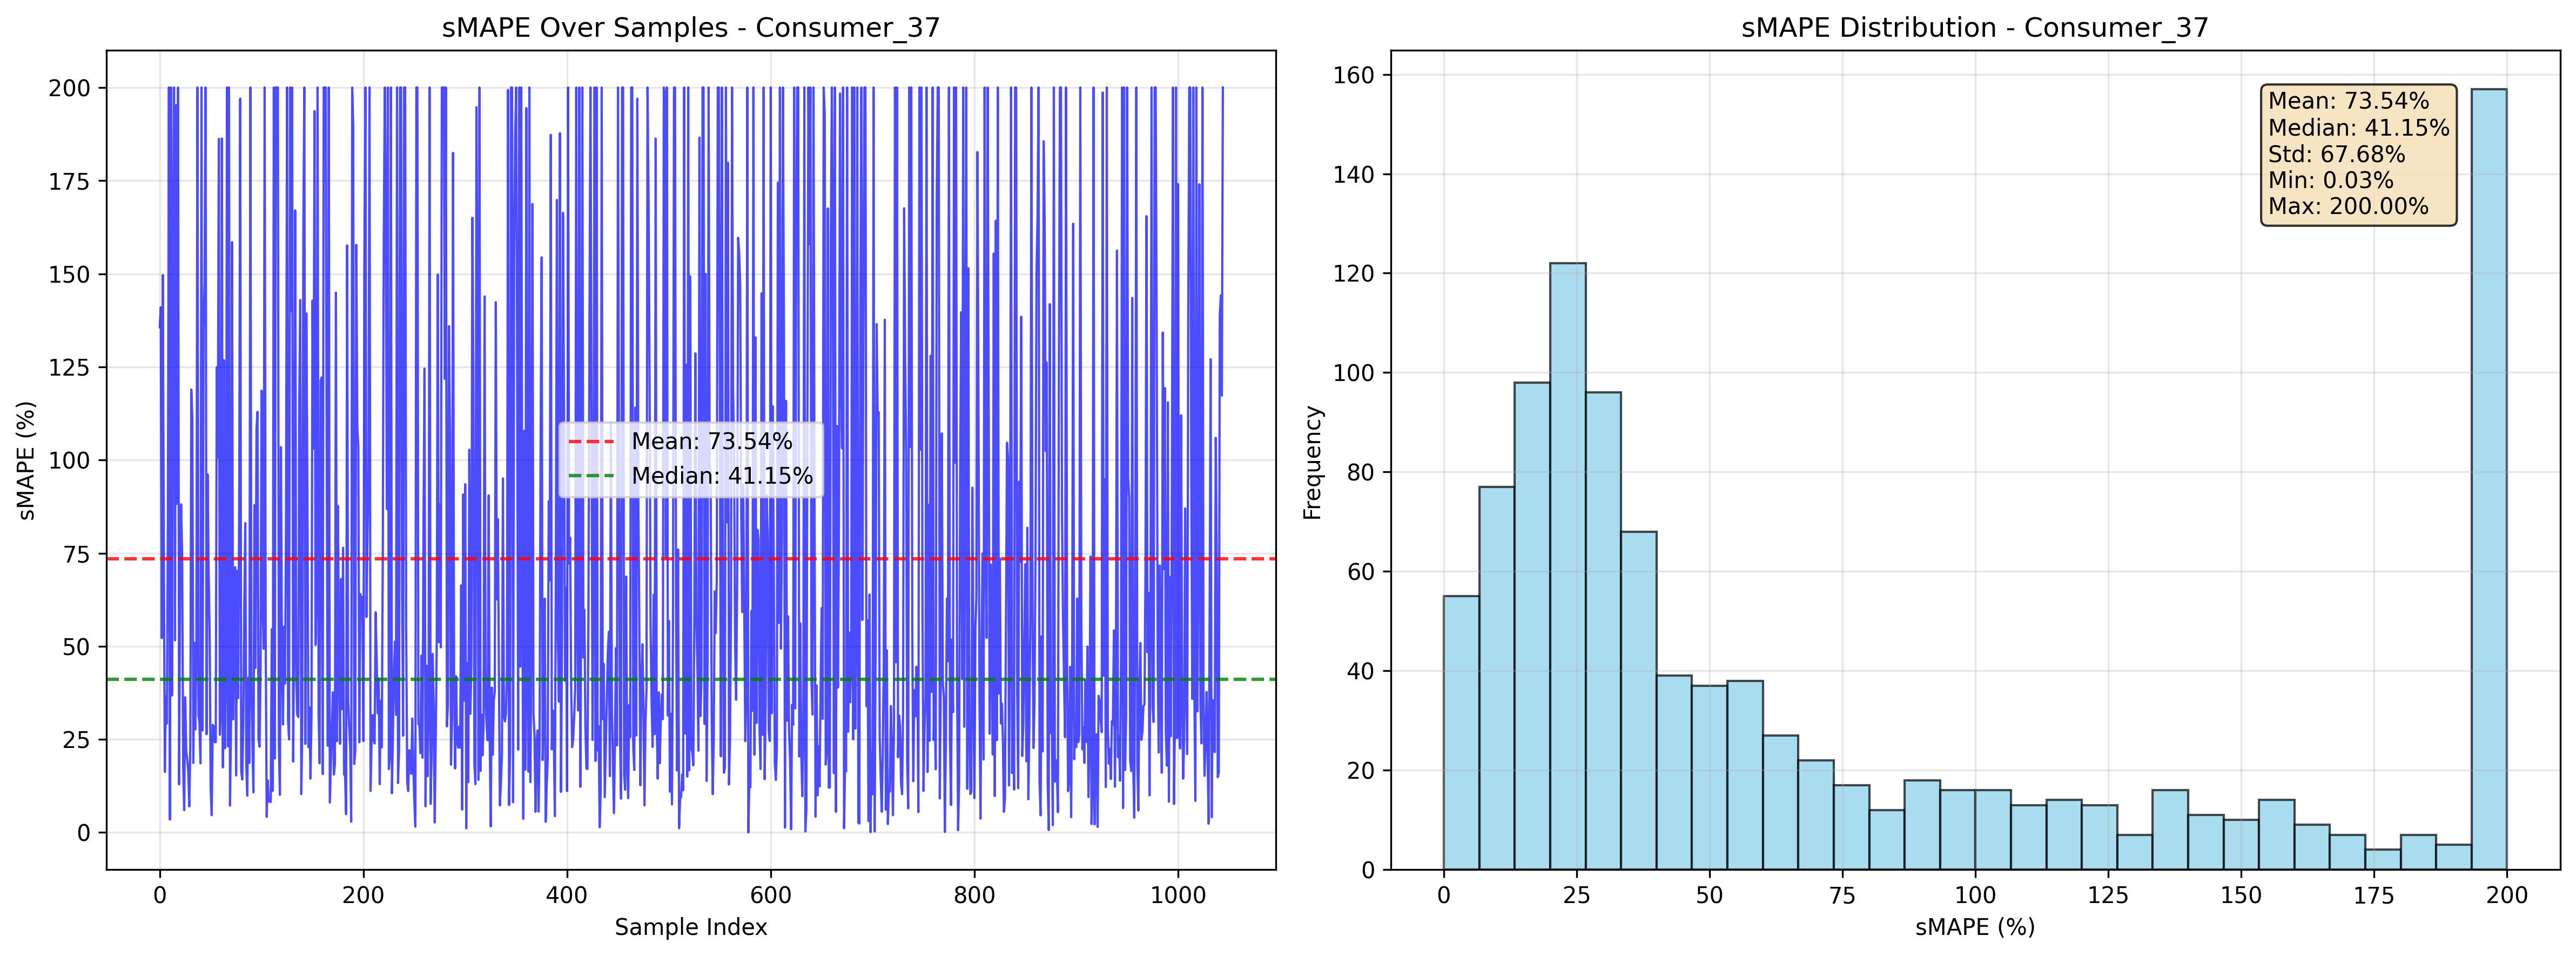 sMAPE Over Samples - Consumer_37
sMAPE (%)
200
175
150
125
100
75
50
25
0
Mean: 73.54%
Median: 41.15%
0 200 400 600 800 1000
Sample Index
sMAPE Distribution - Consumer_37
Frequency
160
140
120
100
80
60
40
20
0
Mean: 73.54%
Median: 41.15%
Std: 67.68%
Min: 0.03%
Max: 200.00%
0 25 50 75 100 125 150 175 200
sMAPE (%)